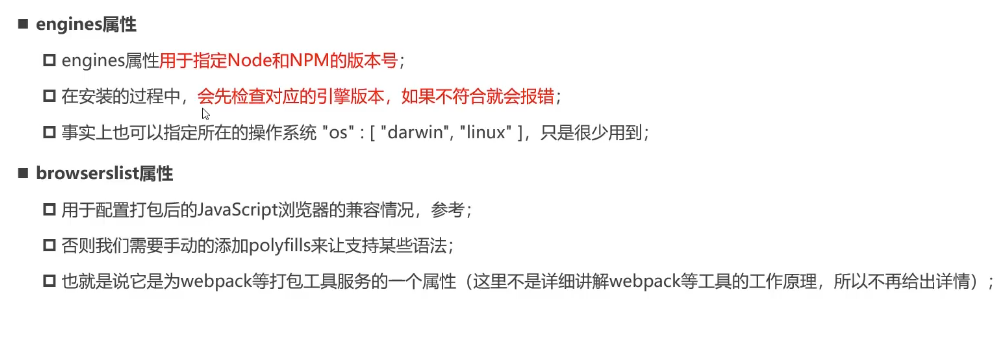 engines属性
engines属性用于指定Node和NPM的版本号；
在安装的过程中，会先检查对应的引擎版本，如果不符合就会报错；
事实上也可以指定所在的操作系统 "os" : [ "darwin", "linux" ]，只是很少用到；
browserslist属性
用于配置打包后的JavaScript浏览器的兼容情况，参考；
否则我们需要手动的添加polyfills来让支持某些语法；
也就是说它是为webpack等打包工具服务的一个属性（这里不是详细讲解webpack等工具的工作原理，所以不再给出详情）；